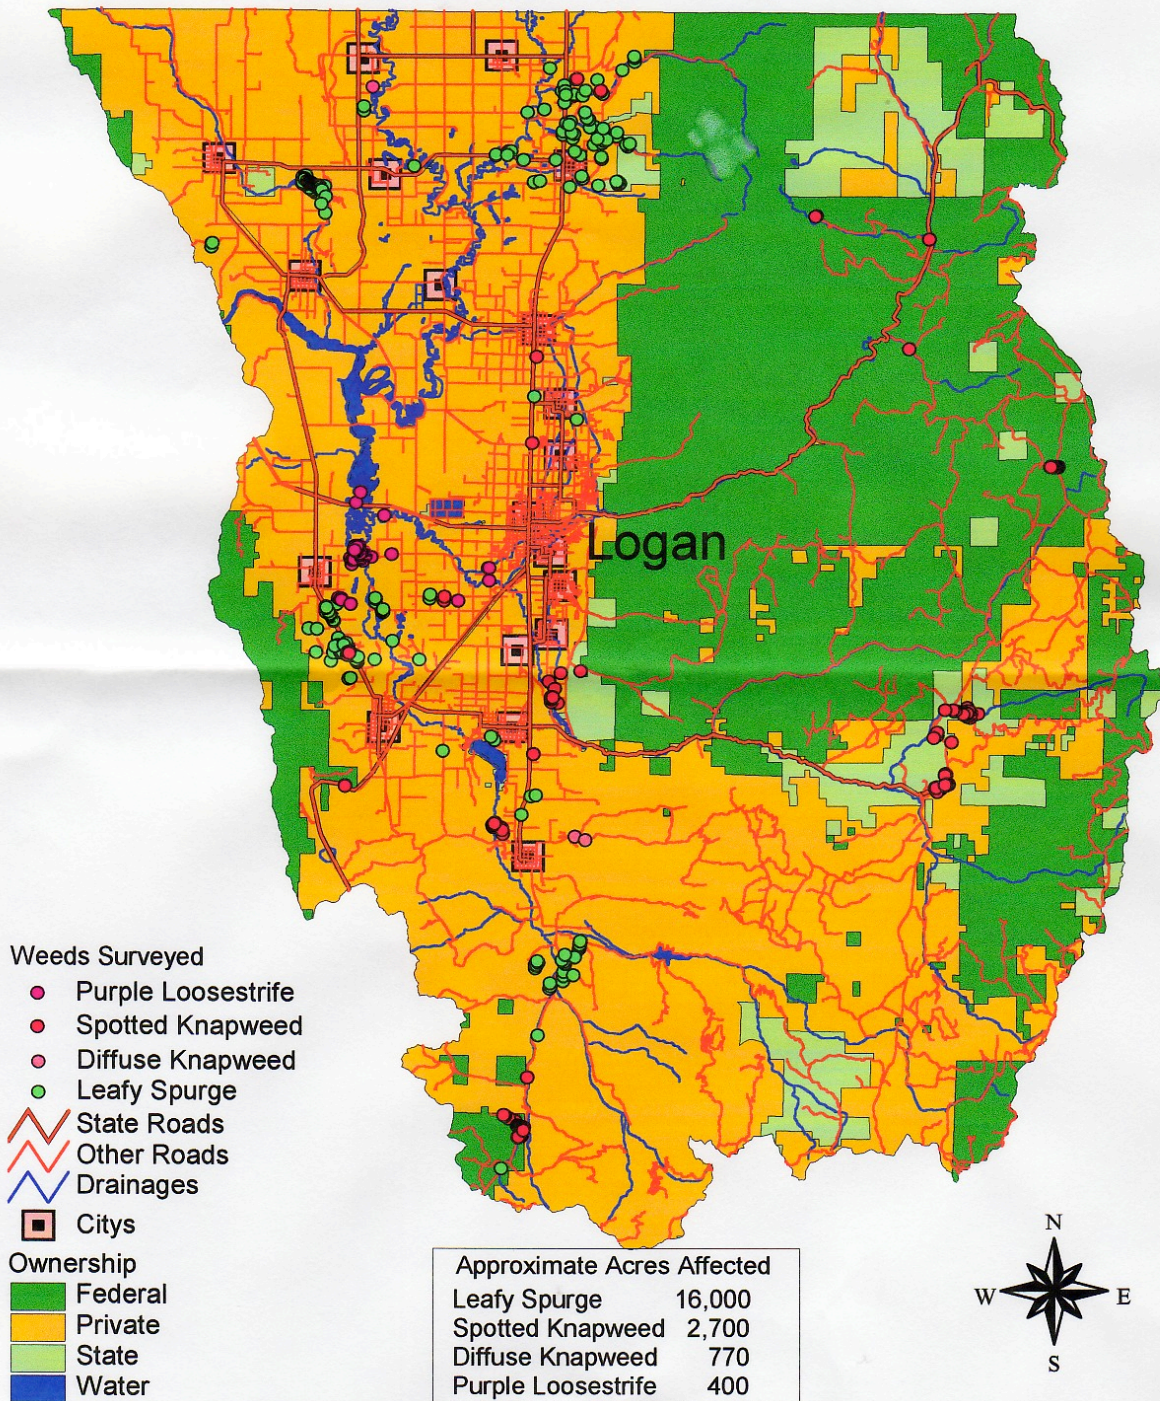 Logan
Weeds Surveyed
Purple Loosestrife
Spotted Knapweed
Diffuse Knapweed
Leafy Spurge
State Roads
Other Roads
Drainages
Citys
Ownership
Federal
Private
State
Water
Approximate Acres Affected
Leafy Spurge 16,000
Spotted Knapweed 2,700
Diffuse Knapweed 770
Purple Loosestrife 400
N
W E
S